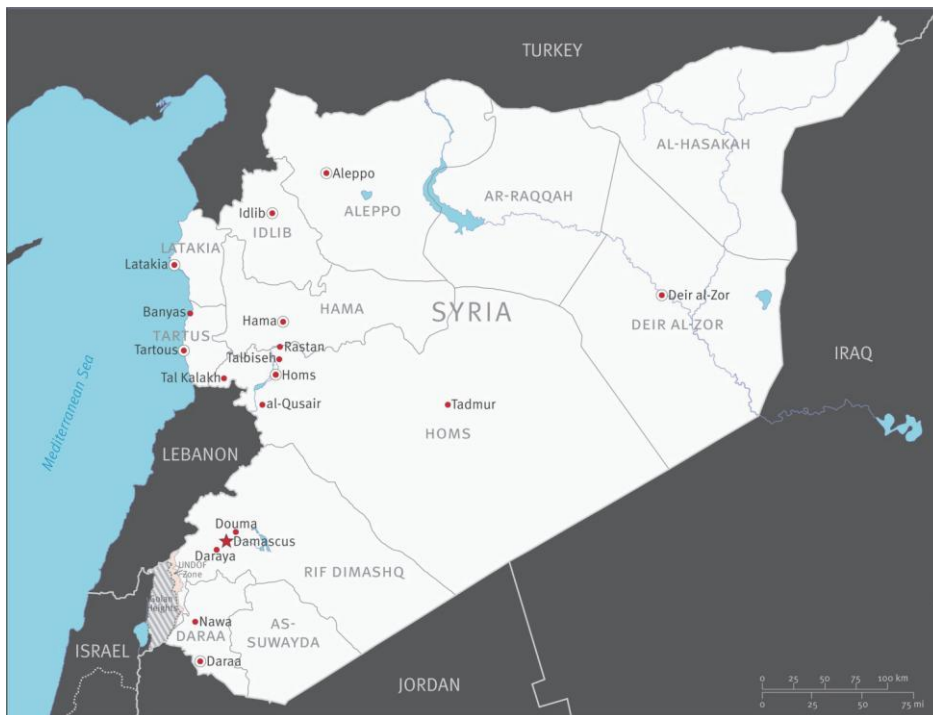 TURKEY
AL-HASAKAH
Aleppo
AR-RAQQAH
ALEPPO
Idlib
IDLIB
LATAKIA
Latakia
Deir al-Zor
DEIR AL-ZOR
HAMA
SYRIA
Banyas
Hama
TARTUS
Tartous
Rastan
Talbiseh
IRAQ
Tal Kalakh
Homs
al-Qusair
Tadmur
HOMS
Mediterranean Sea
LEBANON
Douma
Damascus
Daraya
UNDOF
Zone
RIF DIMASHQ
Golan
Heights
Nawa
DARAA
AS-
SUWAYDA
ISRAEL
Daraa
JORDAN
0 25 50 75 100 km
0 25 50 75 mi